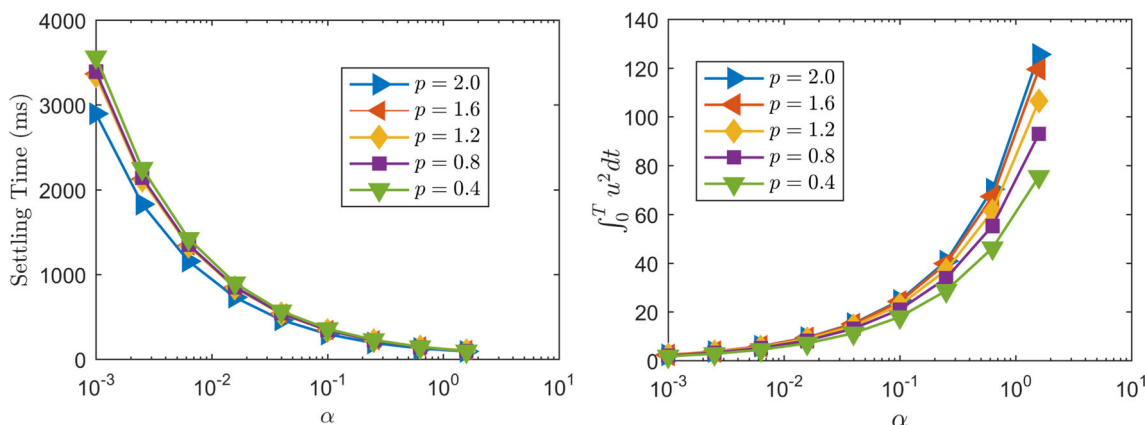 Settling Time (ms)
4000
3000
2000
1000
0
10^{-3}
10^{-2}
10^{-1}
10^{0}
10^{1}
α
p = 2.0
p = 1.6
p = 1.2
p = 0.8
p = 0.4
∫_0^T u^2 dt
140
120
100
80
60
40
20
0
10^{-3}
10^{-2}
10^{-1}
10^{0}
10^{1}
α
p = 2.0
p = 1.6
p = 1.2
p = 0.8
p = 0.4